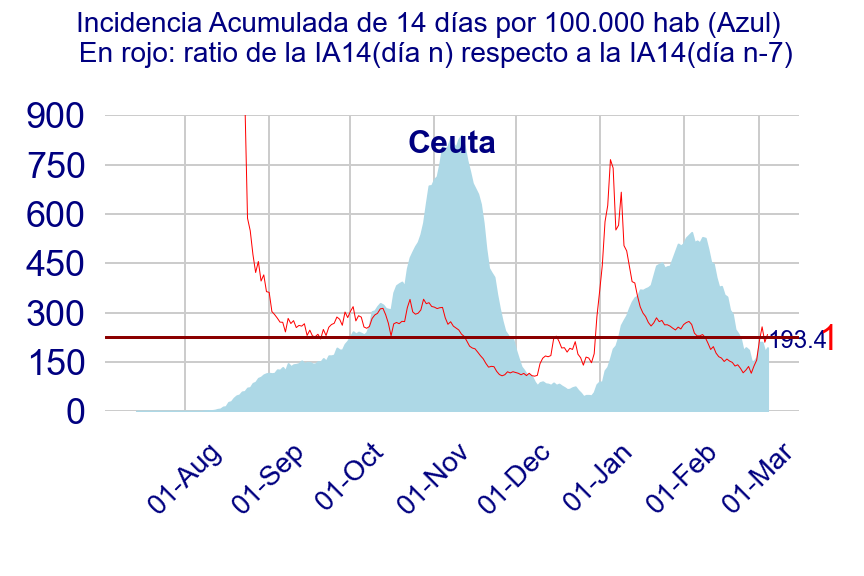 Incidencia Acumulada de 14 días por 100.000 hab (Azul)
En rojo: ratio de la IA14(día n) respecto a la IA14(día n-7)
Ceuta
900
750
600
450
300
193.4
1
150
0
01-Aug
01-Sep
01-Oct
01-Nov
01-Dec
01-Jan
01-Feb
01-Mar